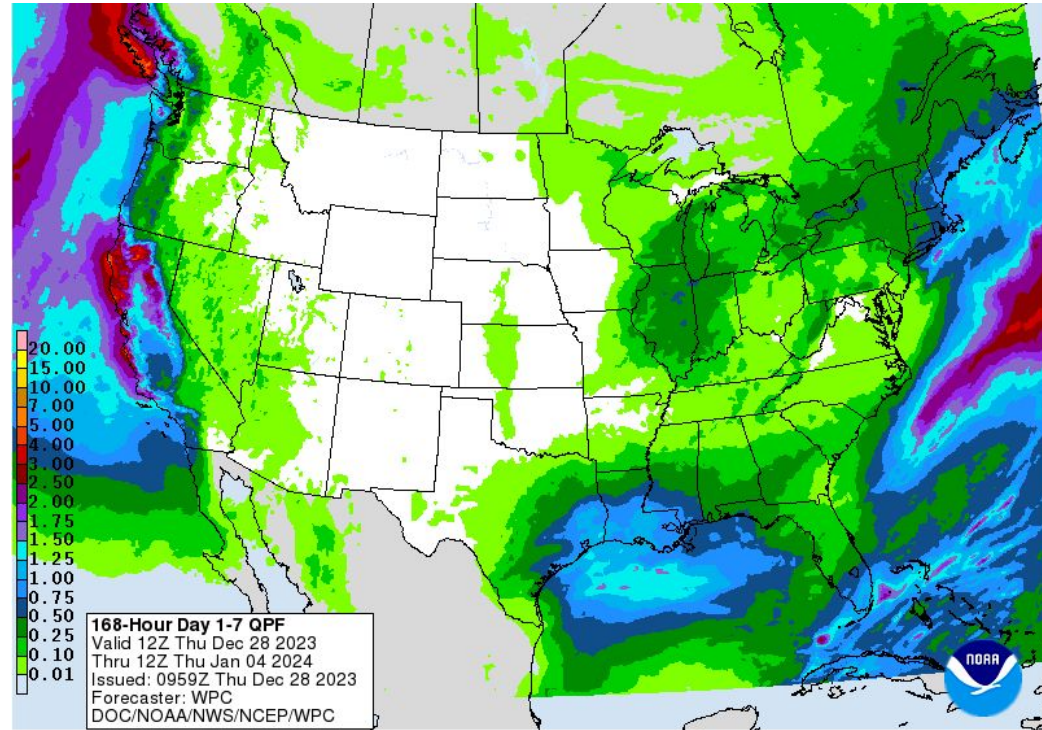 20.00
15.00
10.00
7.00
5.00
4.00
3.00
2.50
2.00
1.75
1.50
1.25
1.00
0.75
0.50
0.25
0.10
0.01
168-Hour Day 1-7 QPF
Valid 12Z Thu Dec 28 2023
Thru 12Z Thu Jan 04 2024
Issued: 0959Z Thu Dec 28 2023
Forecaster: WPC
DOC/NOAA/NWS/NCEP/WPC
NOAA